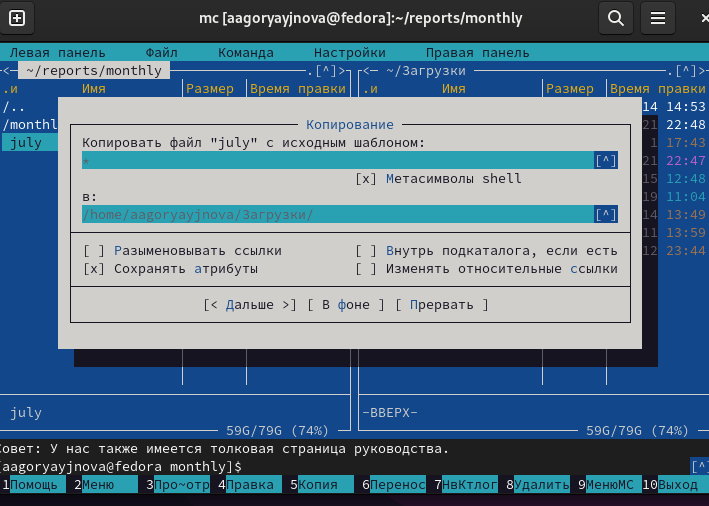 mc [aagoryayjnova@fedora]:~/reports/monthly
Левая панель Файл Команда Настройки Правая панель
<— ~/reports/monthly .[^]> <— ~/Загрузки .[^]>
.и Имя Размер Время правки .и Имя Размер Время правки
/.. 14 14:53
/monthl 21 22:48
july 1 17:43
21 22:47
15 12:48
19 11:04
14 13:49
11 13:59
12 23:44
Копирование
Копировать файл "july" с исходным шаблоном:
* [^]
[x] Метасимволы shell
в:
/home/aagoryayjnova/Загрузки/ [^]
[ ] Разыменовывать ссылки [ ] Внутрь подкаталога, если есть
[x] Сохранять атрибуты [ ] Изменять относительные ссылки
[< Дальше >] [ В фоне ] [ Прервать ]
july -ВВЕРХ-
59G/79G (74%) 59G/79G (74%)
Совет: У нас также имеется толковая страница руководства.
[aagoryayjnova@fedora monthly]$ [^]
1Помощь 2Меню 3Про~отр 4Правка 5Копия 6Перенос 7НвКтлог 8Удалить 9МенюМС 10Выход